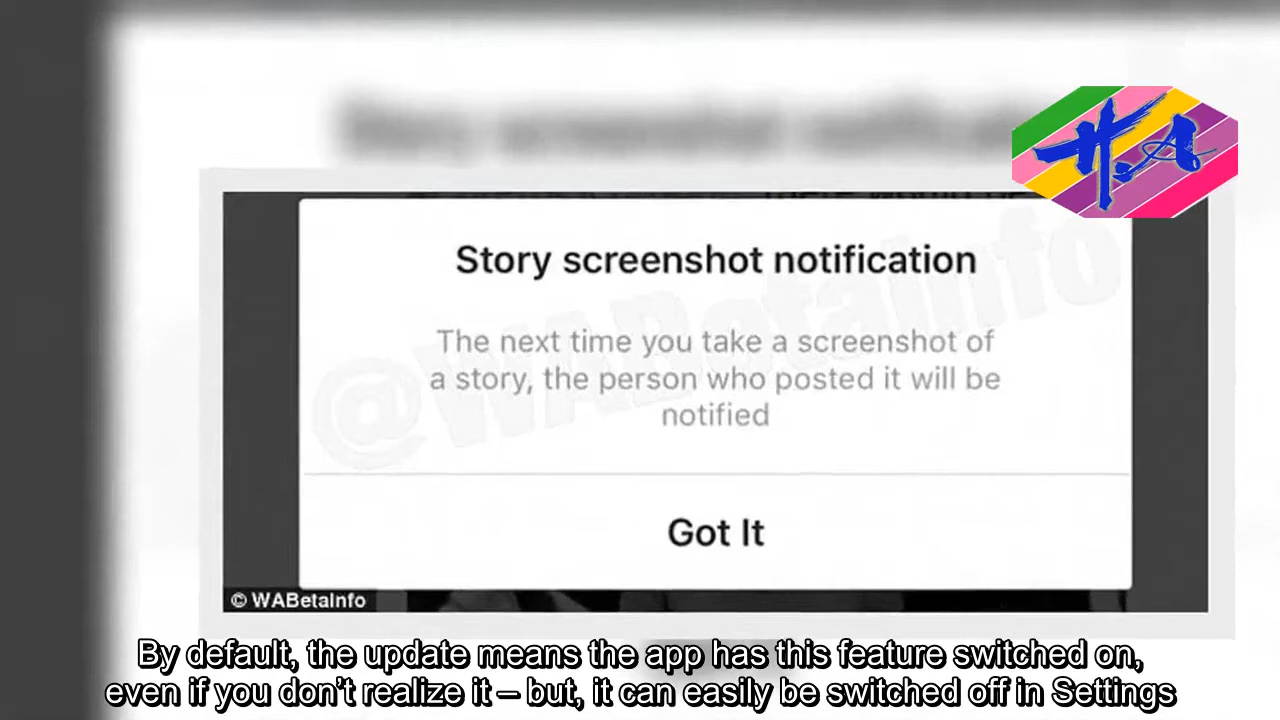 H.A
Story screenshot notification
@WABetaInfo
The next time you take a screenshot of
a story, the person who posted it will be
notified
Got It
© WABetaInfo
By default, the update means the app has this feature switched on,
even if you don't realize it – but, it can easily be switched off in Settings